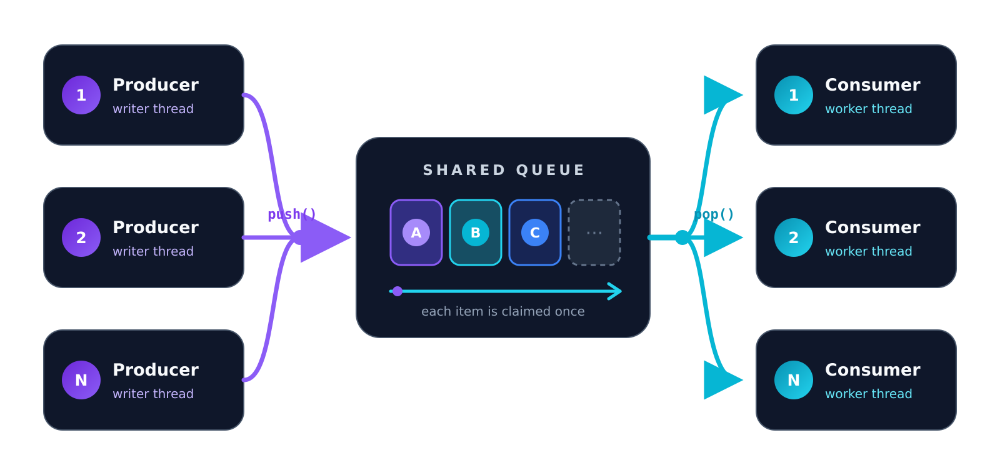 1
Producer
writer thread
2
Producer
writer thread
N
Producer
writer thread
push()
SHARED QUEUE
A
B
C
...
each item is claimed once
pop()
1
Consumer
worker thread
2
Consumer
worker thread
N
Consumer
worker thread